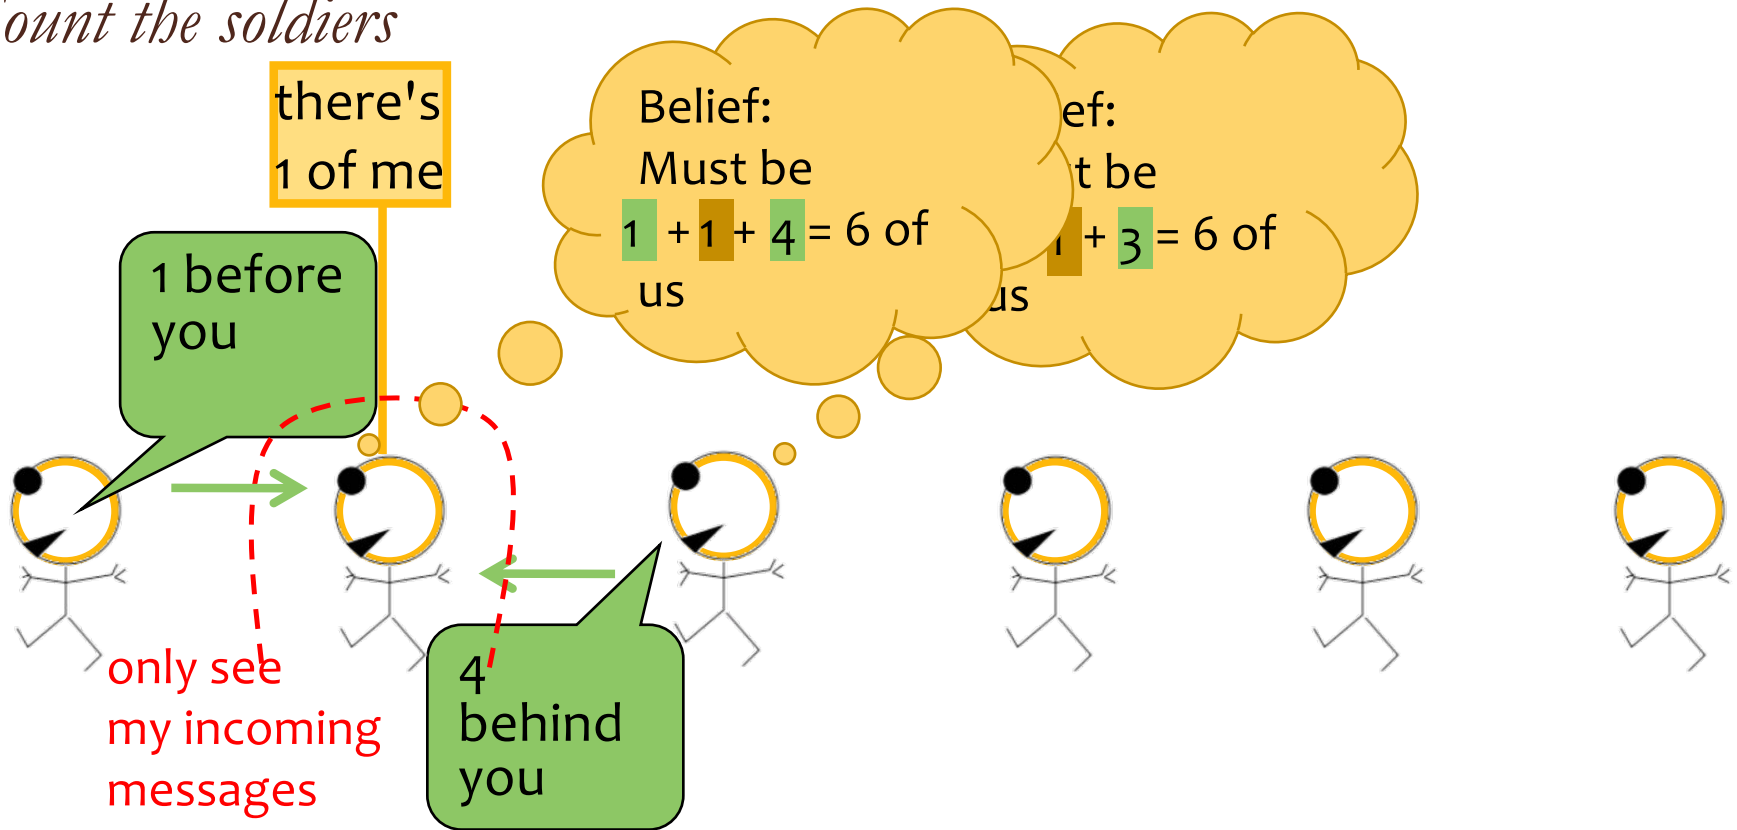 ount the soldiers
there's
1 of me
1 before
you
Belief:
Must be
1 + 1 + 4 = 6 of
us
ef:
t be
1 + 3 = 6 of
us
only see
my incoming
messages
4
behind
you